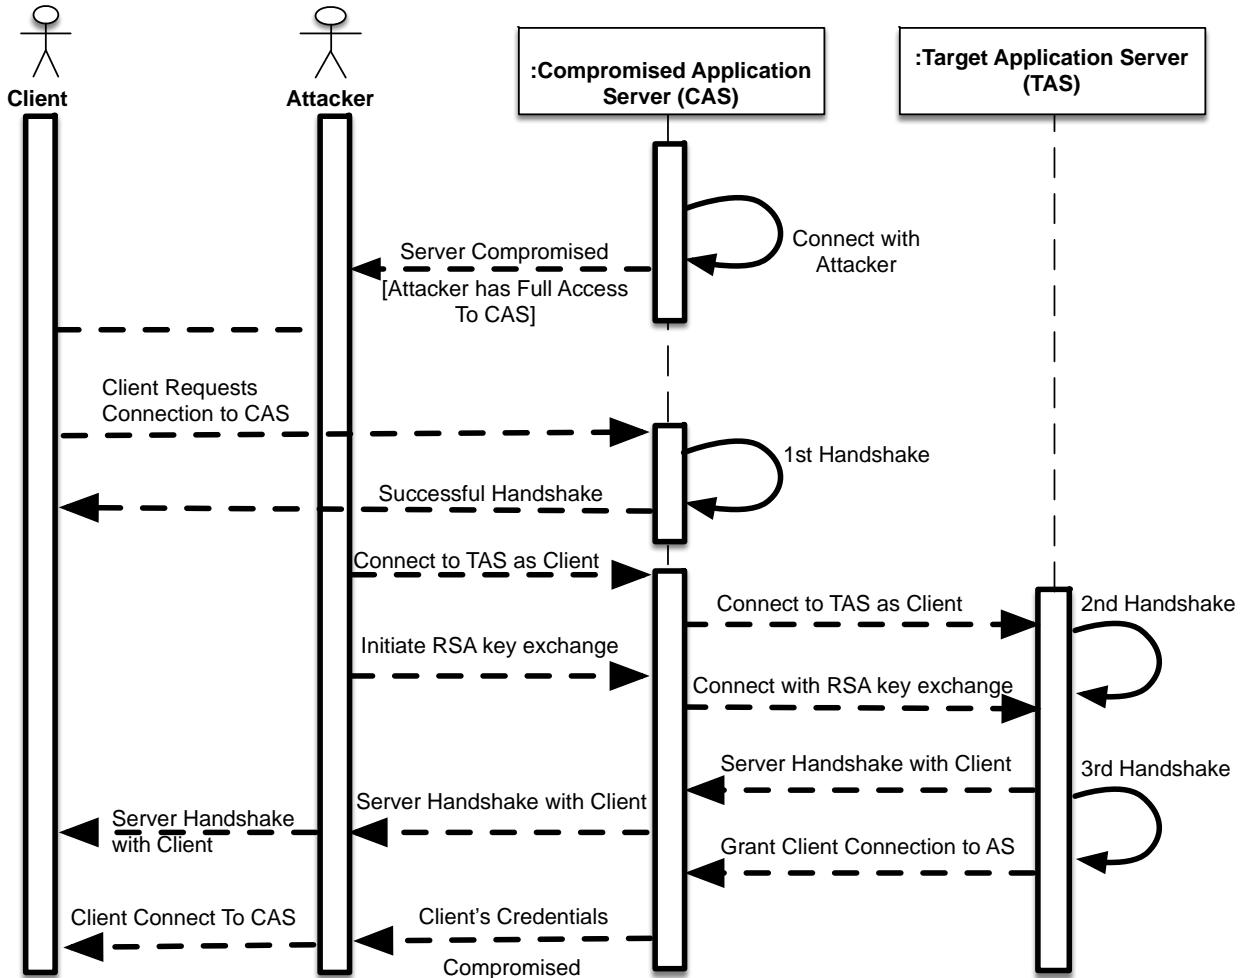 Client
Attacker
:Compromised Application
Server (CAS)
:Target Application Server
(TAS)
Connect with
Attacker
Server Compromised
[Attacker has Full Access
To CAS]
Client Requests
Connection to CAS
1st Handshake
Successful Handshake
Connect to TAS as Client
Connect to TAS as Client
2nd Handshake
Initiate RSA key exchange
Connect with RSA key exchange
Server Handshake with Client
3rd Handshake
Server Handshake with Client
Server Handshake
with Client
Grant Client Connection to AS
Client Connect To CAS
Client’s Credentials
Compromised